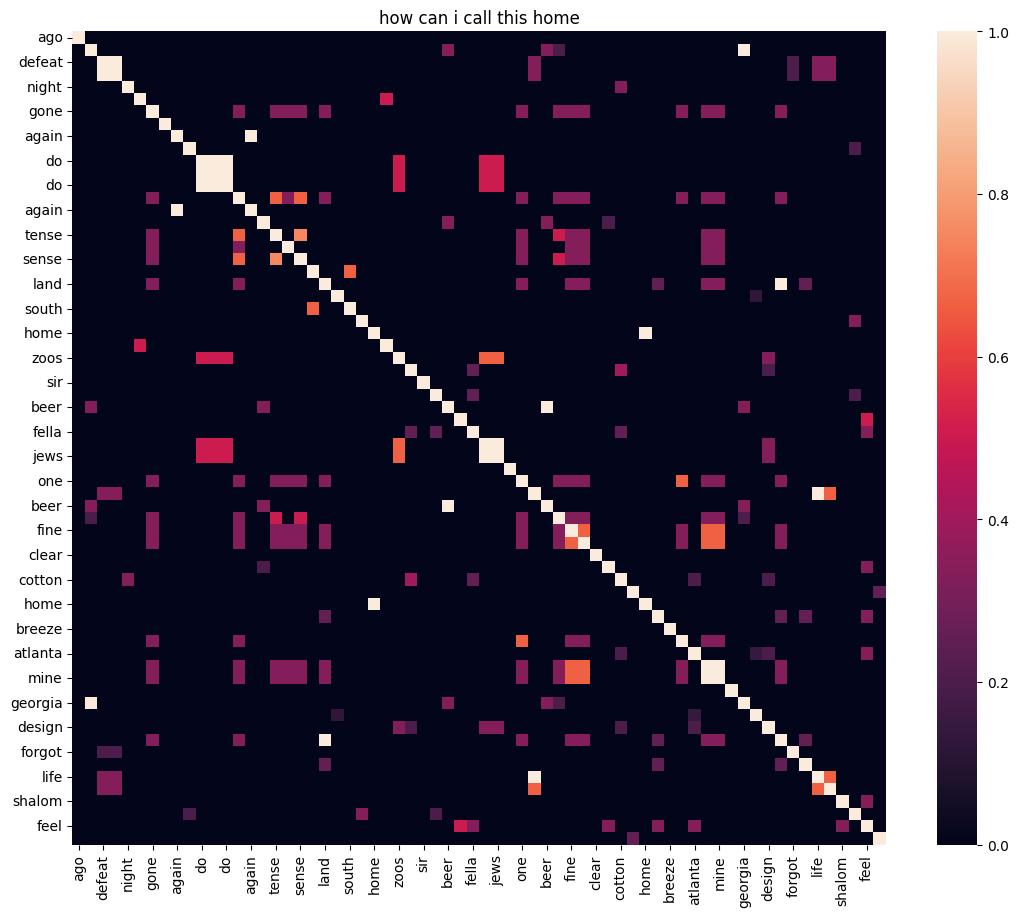 how can i call this home
ago
defeat
night
gone
again
do
do
again
tense
sense
land
south
home
zoos
sir
beer
fella
jews
one
beer
fine
clear
cotton
home
breeze
atlanta
mine
georgia
design
forgot
life
shalom
feel
1.0
0.8
0.6
0.4
0.2
0.0
ago
defeat
night
gone
again
do
do
again
tense
sense
land
south
home
zoos
sir
beer
fella
jews
one
beer
fine
clear
cotton
home
breeze
atlanta
mine
georgia
design
forgot
life
shalom
feel